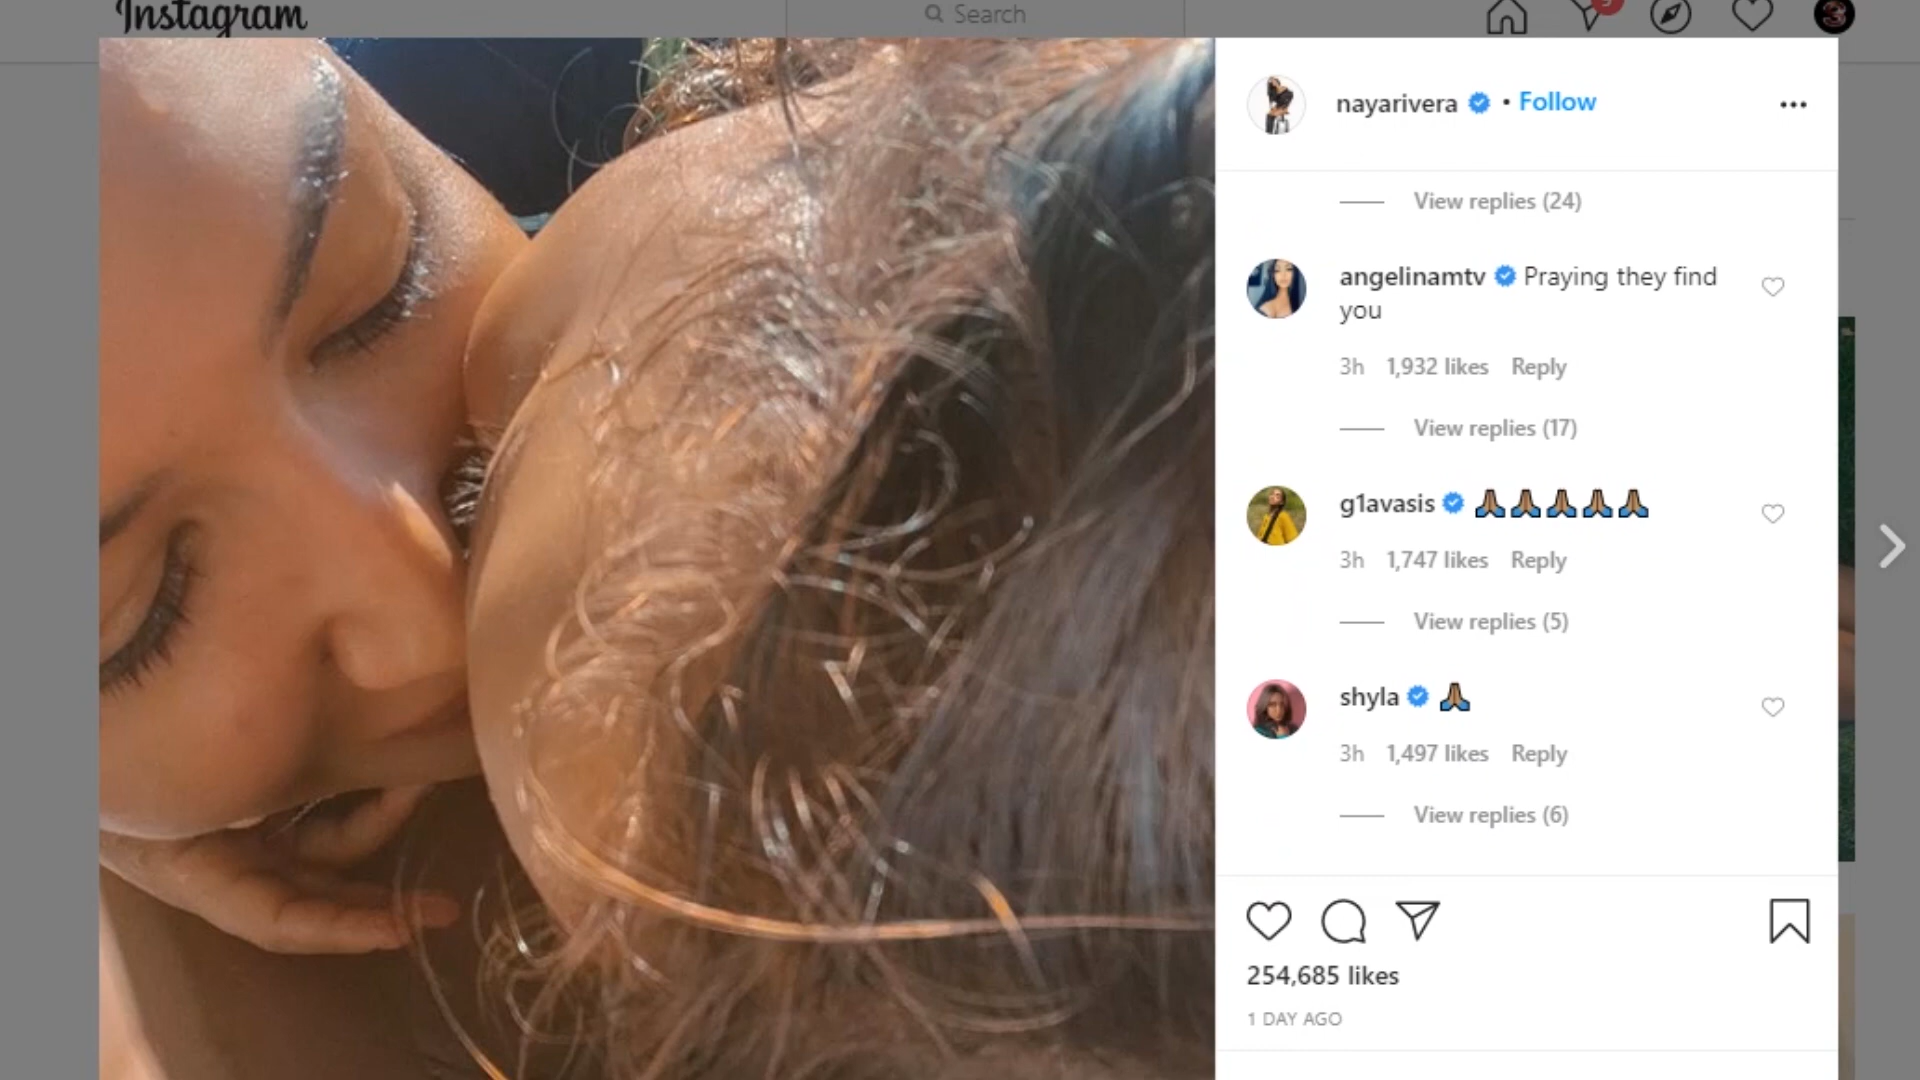 Instagram
Search
nayarivera • Follow
View replies (24)
angelinamtv Praying they find
you
3h 1,932 likes Reply
View replies (17)
g1avasis 🙏🏽🙏🏽🙏🏽🙏🏽🙏🏽
3h 1,747 likes Reply
View replies (5)
shyla 🙏🏽
3h 1,497 likes Reply
View replies (6)
254,685 likes
1 DAY AGO